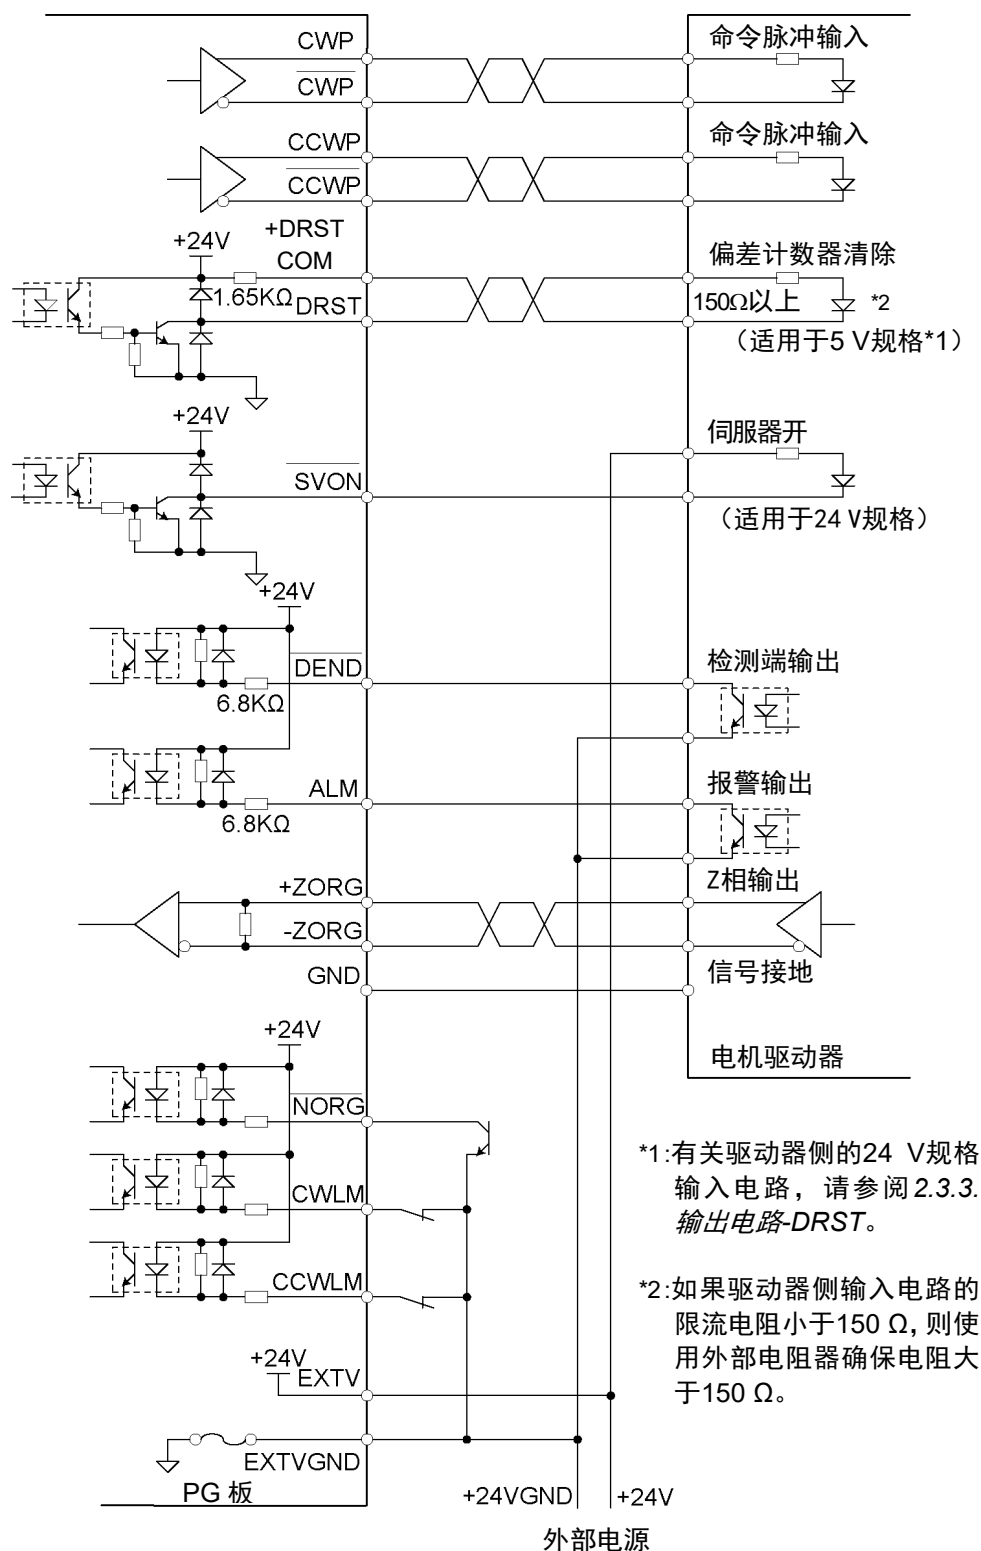 CWP
命令脉冲输入
CWP
CCWP
命令脉冲输入
CCWP
+24V
+DRST
COM
偏差计数器清除
1.65KΩ
DRST
150Ω以上
*2
（适用于5 V规格*1）
+24V
伺服器开
SVON
（适用于24 V规格）
+24V
DEND
检测端输出
6.8KΩ
ALM
报警输出
6.8KΩ
+ZORG
Z相输出
-ZORG
GND
信号接地
+24V
电机驱动器
NORG
CWLM
CCWLM
*1:有关驱动器侧的24 V规格
输入电路，请参阅2.3.3.
输出电路-DRST。
*2:如果驱动器侧输入电路的
限流电阻小于150 Ω，则使
用外部电阻器确保电阻大
于150 Ω。
+24V
EXTV
EXTVGND
PG 板
+24VGND
+24V
外部电源